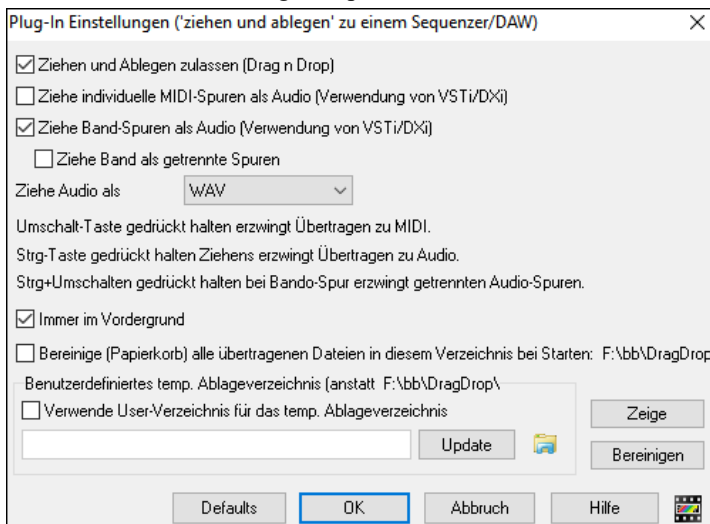 Plug-In Einstellungen ('ziehen und ablegen' zu einem Sequenzer/DAW)
Ziehen und Ablegen zulassen (Drag n Drop)
Ziehe individuelle MIDI-Spuren als Audio (Verwendung von VSTi/DXi)
Ziehe Band-Spuren als Audio (Verwendung von VSTi/DXi)
Ziehe Band als getrennte Spuren
Ziehe Audio als WAV
Umschalt-Taste gedrückt halten erzwingt Übertragen zu MIDI.
Strg-Taste gedrückt halten Ziehens erzwingt Übertragen zu Audio.
Strg+Umschalten gedrückt halten bei Bando-Spur erzwingt getrennten Audio-Spuren.
Immer im Vordergrund
Bereinige (Papierkorb) alle übertragenen Dateien in diesem Verzeichnis bei Starten: F:\bb\DragDrop
Benutzerdefiniertes temp. Ablageverzeichnis (anstatt F:\bb\DragDrop\
Verwende User-Verzeichnis für das temp. Ablageverzeichnis
Zeige
Update
Bereinigen
Defaults OK Abbruch Hilfe